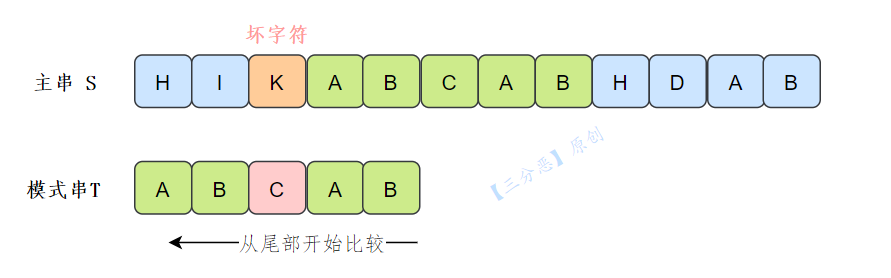 坏字符
主串 S H I K A B C A B H D A B
模式串T A B C A B
【三分恶】原创
从尾部开始比较